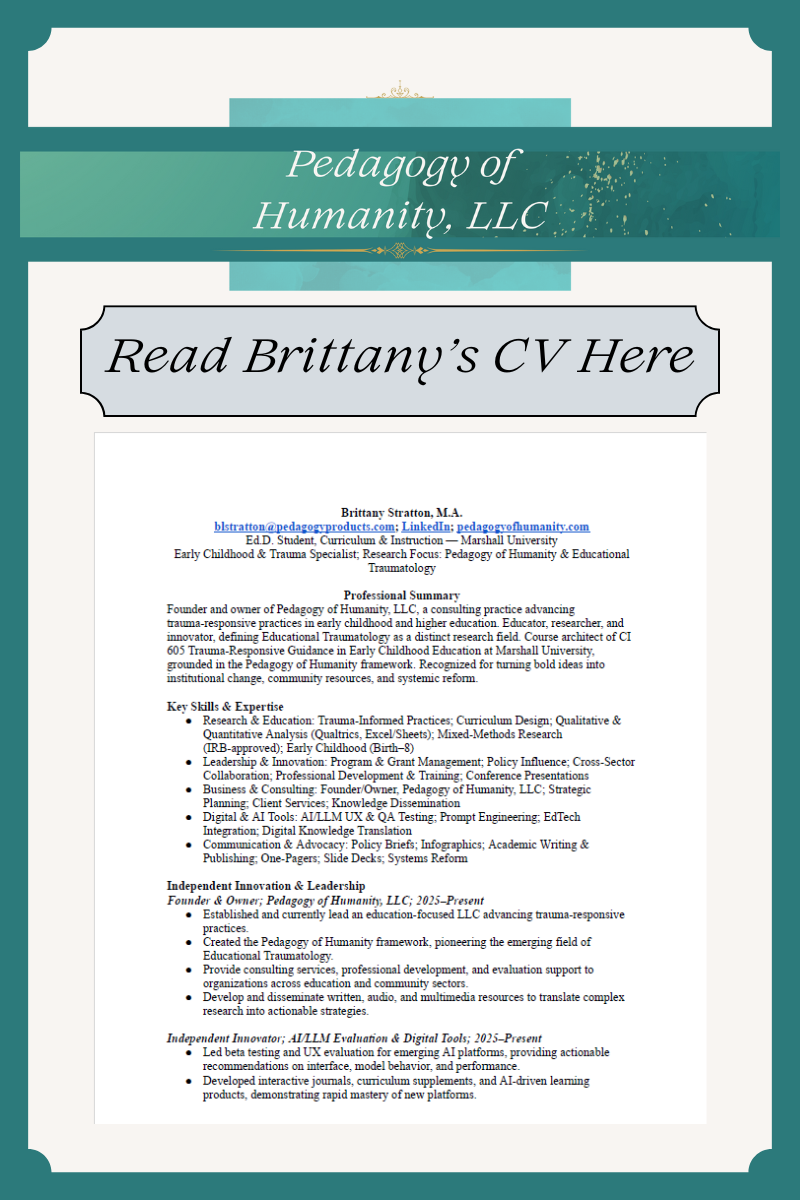 Pedagogy of
Humanity, LLC
Read Brittany's CV Here
Brittany Stratton, M.A.
blstratton@pedagogyproducts.com; LinkedIn; pedagogyofhumanity.com
Ed.D. Student, Curriculum & Instruction — Marshall University
Early Childhood & Trauma Specialist; Research Focus: Pedagogy of Humanity & Educational
Traumatology
Professional Summary
Founder and owner of Pedagogy of Humanity, LLC, a consulting practice advancing
trauma-responsive practices in early childhood and higher education. Educator, researcher, and
innovator, defining Educational Traumatology as a distinct research field. Course architect of CI
605 Trauma-Responsive Guidance in Early Childhood Education at Marshall University,
grounded in the Pedagogy of Humanity framework. Recognized for turning bold ideas into
institutional change, community resources, and systemic reform.
Key Skills & Expertise
● Research & Education: Trauma-Informed Practices; Curriculum Design; Qualitative &
Quantitative Analysis (Qualtrics, Excel/Sheets); Mixed-Methods Research
(IRB-approved); Early Childhood (Birth–8)
● Leadership & Innovation: Program & Grant Management; Policy Influence; Cross-Sector
Collaboration; Professional Development & Training; Conference Presentations
● Business & Consulting: Founder/Owner, Pedagogy of Humanity, LLC; Strategic
Planning; Client Services; Knowledge Dissemination
● Digital & AI Tools: AI/LLM UX & QA Testing; Prompt Engineering; EdTech
Integration; Digital Knowledge Translation
● Communication & Advocacy: Policy Briefs; Infographics; Academic Writing &
Publishing; One-Pagers; Slide Decks; Systems Reform
Independent Innovation & Leadership
Founder & Owner; Pedagogy of Humanity, LLC; 2025–Present
● Established and currently lead an education-focused LLC advancing trauma-responsive
practices.
● Created the Pedagogy of Humanity framework, pioneering the emerging field of
Educational Traumatology.
● Provide consulting services, professional development, and evaluation support to
organizations across education and community sectors.
● Develop and disseminate written, audio, and multimedia resources to translate complex
research into actionable strategies.
Independent Innovator; AI/LLM Evaluation & Digital Tools; 2025–Present
● Led beta testing and UX evaluation for emerging AI platforms, providing actionable
recommendations on interface, model behavior, and performance.
● Developed interactive journals, curriculum supplements, and AI-driven learning
products, demonstrating rapid mastery of new platforms.